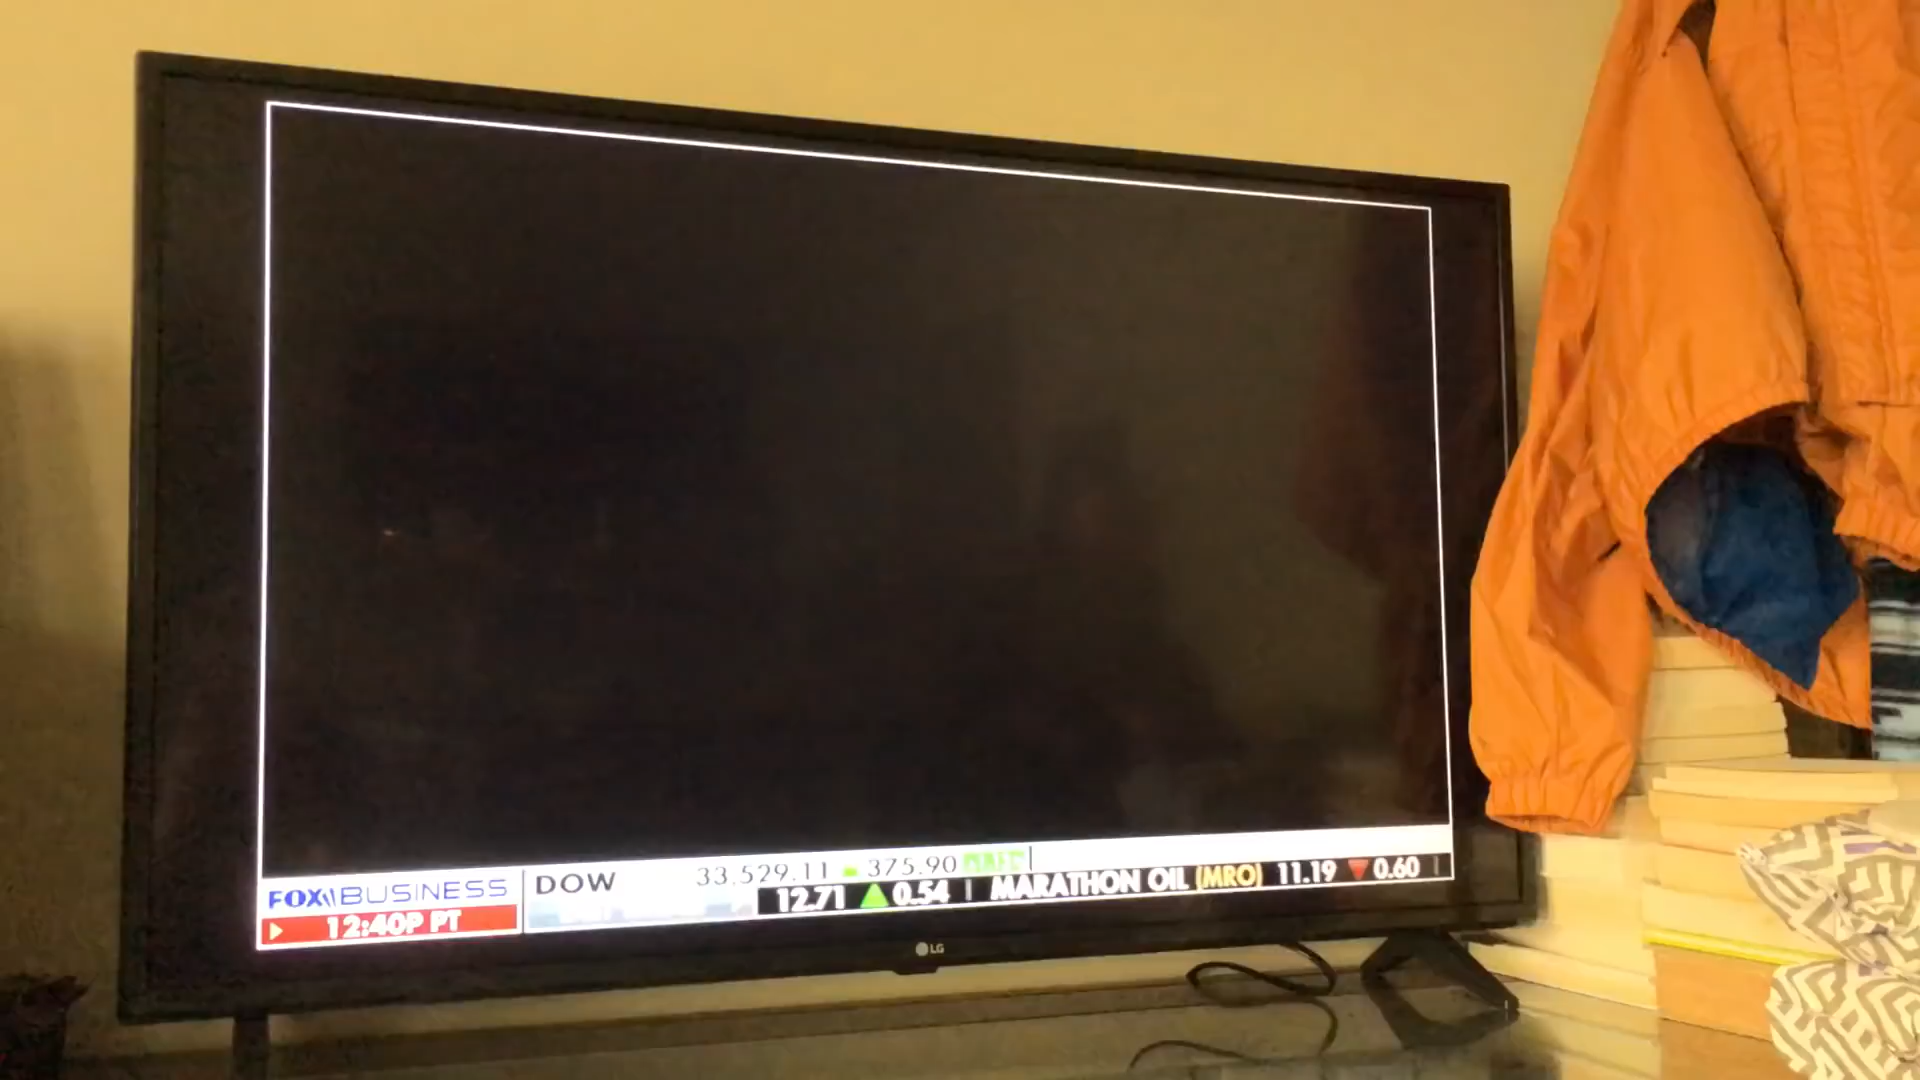 DOW 33,529.11 375.90
FOX BUSINESS
12.71 0.54 MARATHON OIL (MRO) 11.19 0.60
12:40P PT
LG